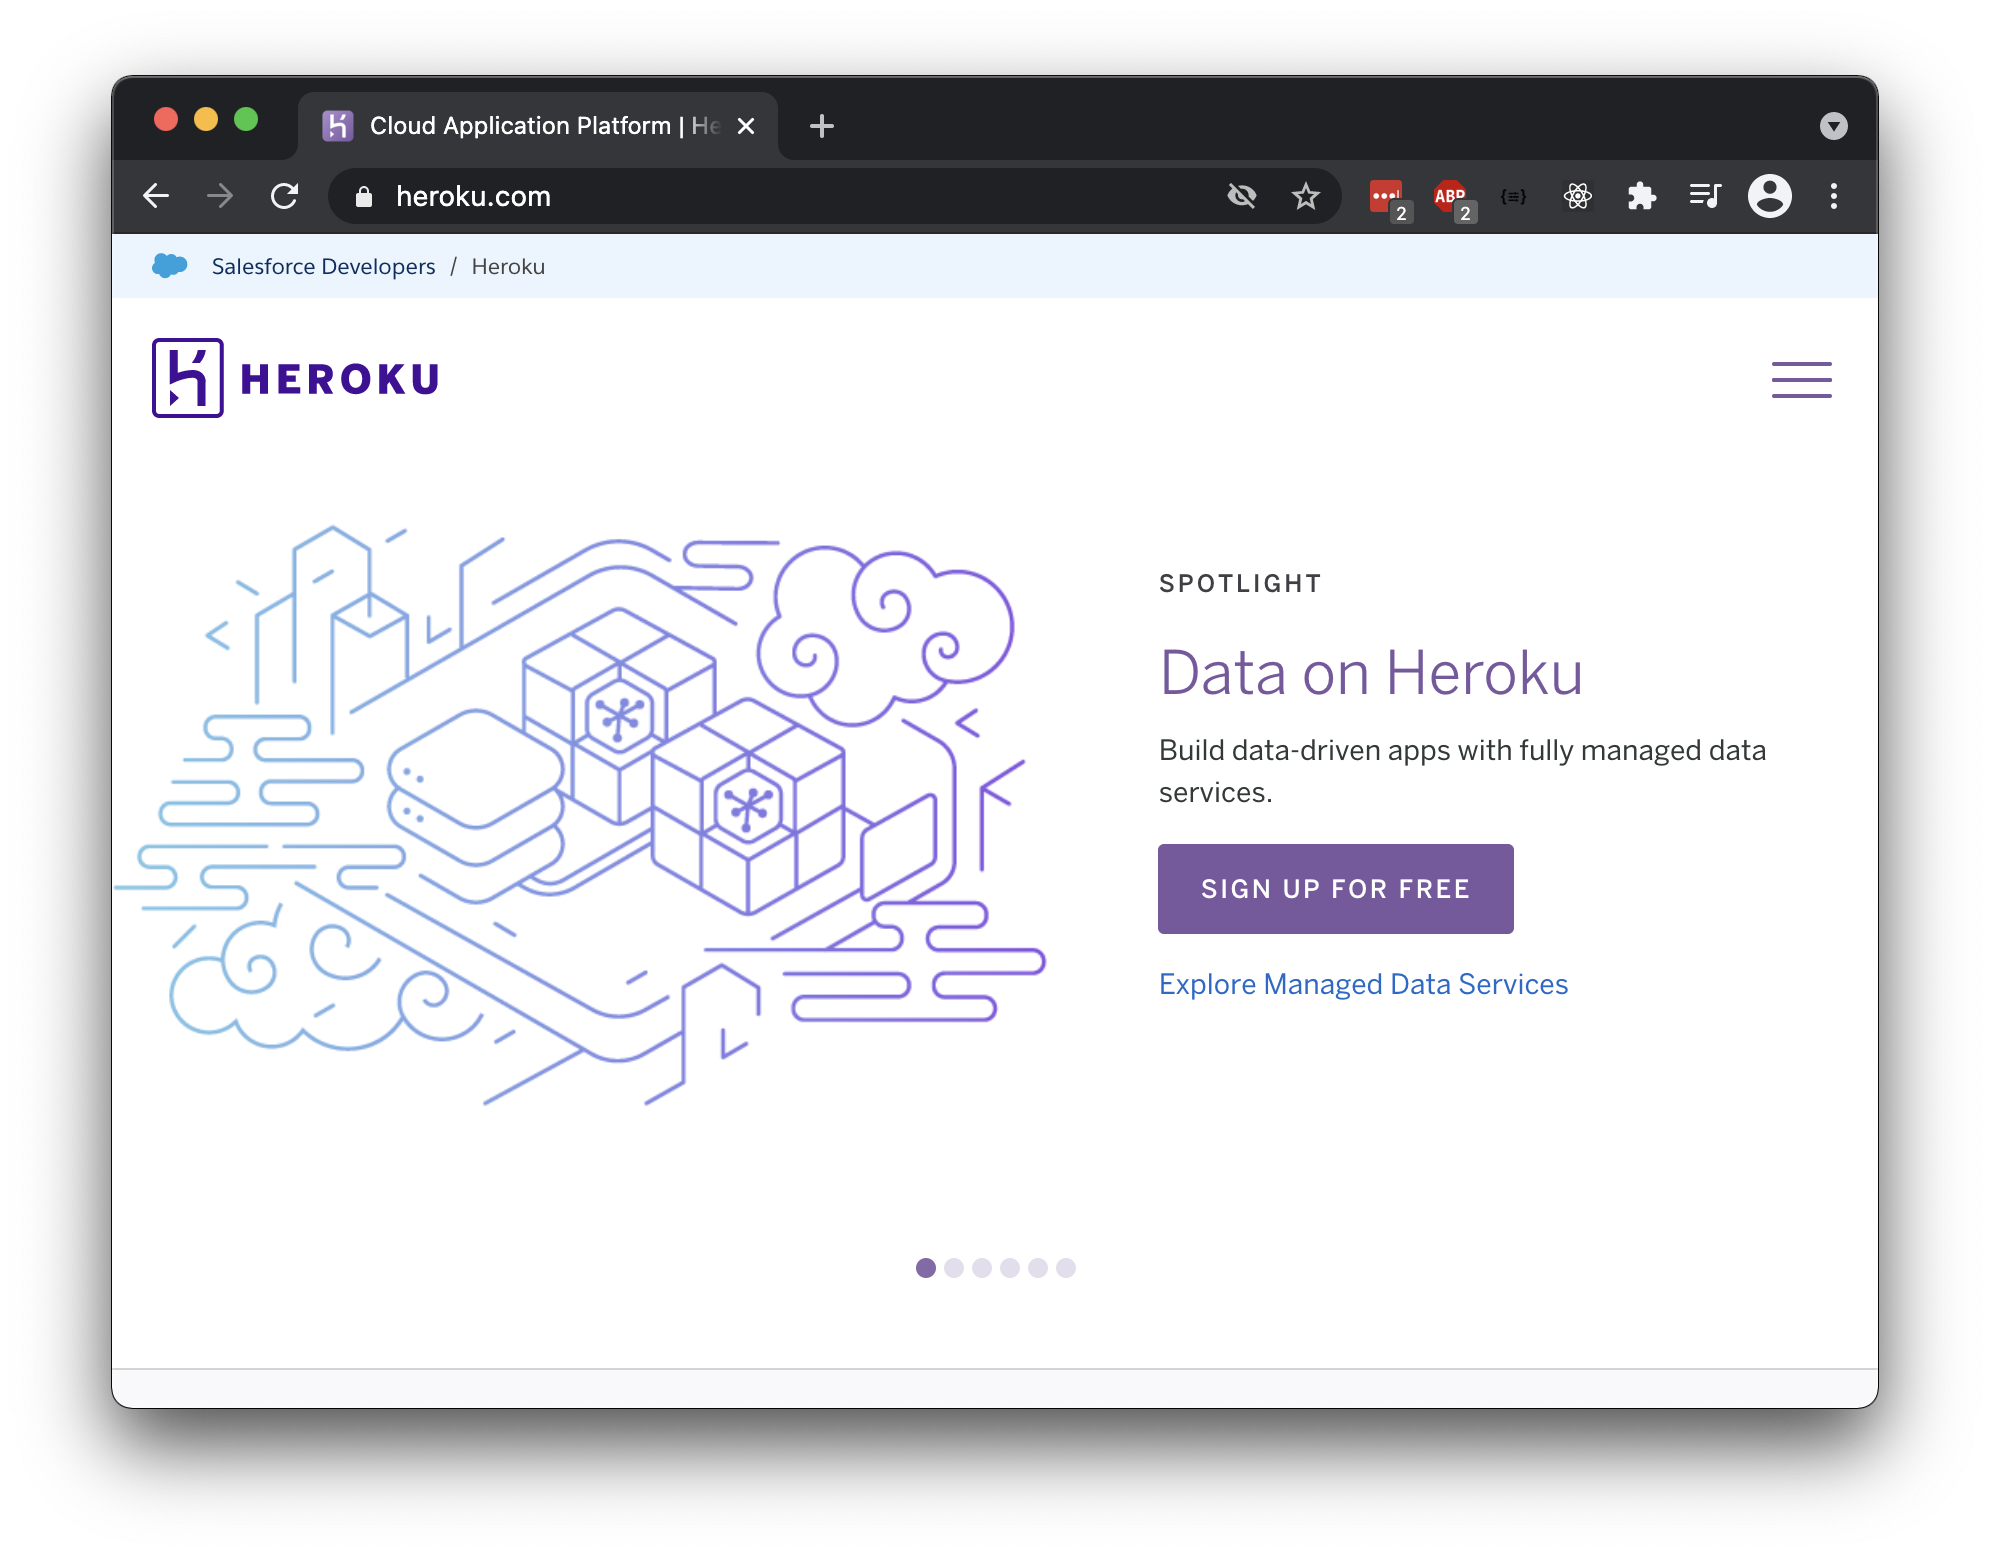 Cloud Application Platform | He
heroku.com
2
ABP
2
Salesforce Developers / Heroku
HEROKU
SPOTLIGHT
Data on Heroku
Build data-driven apps with fully managed data
services.
SIGN UP FOR FREE
Explore Managed Data Services